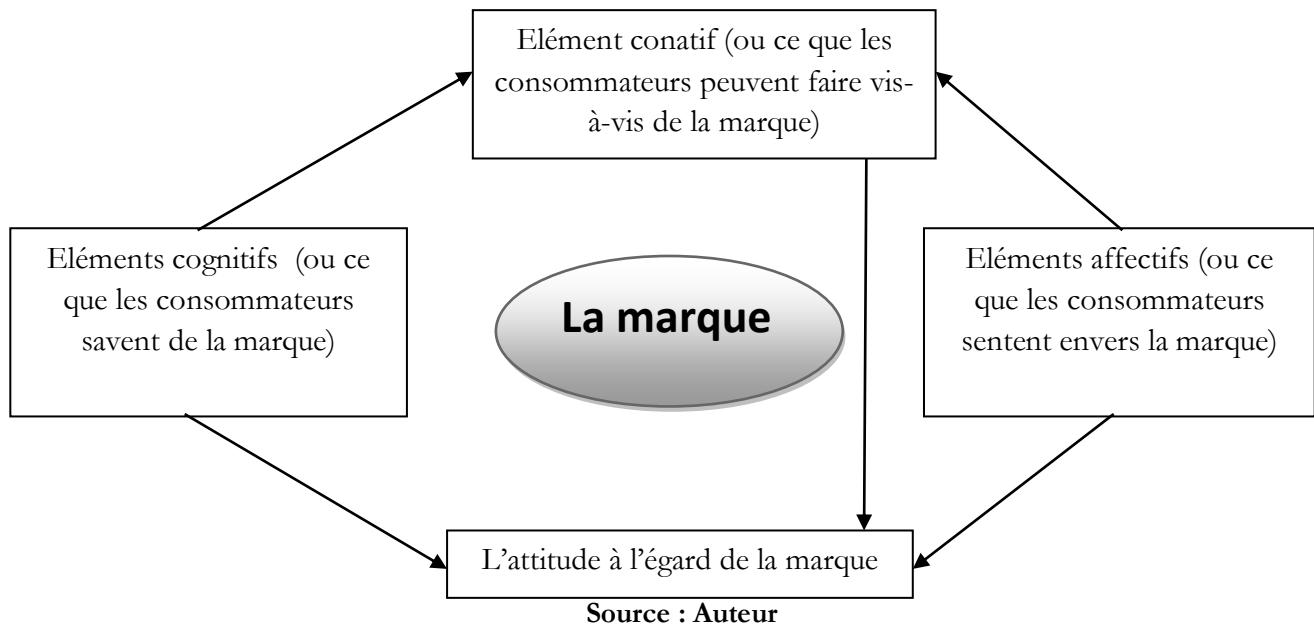 Elément conatif (ou ce que les
consommateurs peuvent faire vis-
à-vis de la marque)
Eléments cognitifs (ou ce
que les consommateurs
savent de la marque)
La marque
Eléments affectifs (ou ce
que les consommateurs
sentent envers la marque)
L’attitude à l’égard de la marque
Source : Auteur